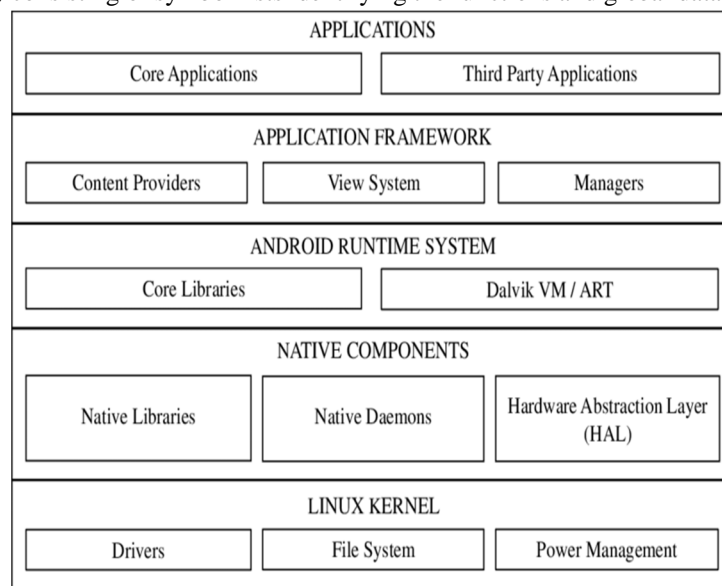 APPLICATIONS
Core Applications
Third Party Applications
APPLICATION FRAMEWORK
Content Providers
View System
Managers
ANDROID RUNTIME SYSTEM
Core Libraries
Dalvik VM / ART
NATIVE COMPONENTS
Native Libraries
Native Daemons
Hardware Abstraction Layer
(HAL)
LINUX KERNEL
Drivers
File System
Power Management